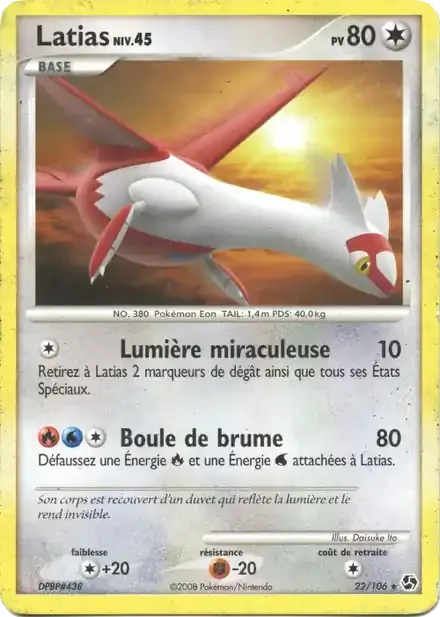 Latias NIV.45 PV 80
BASE
NO. 380 Pokémon Eon TAIL: 1,4m PDS: 40,0kg
Lumière miraculeuse 10
Retirez à Latias 2 marqueurs de dégât ainsi que tous ses États
Spéciaux.
Boule de brume 80
Défaussez une Énergie et une Énergie attachées à Latias.
Son corps est recouvert d'un duvet qui reflète la lumière et le
rend invisible.
Illus. Daisuke Ito
faiblesse résistance coût de retraite
+20 -20
DPBP#438 ©2008 Pokémon/Nintendo 22/106